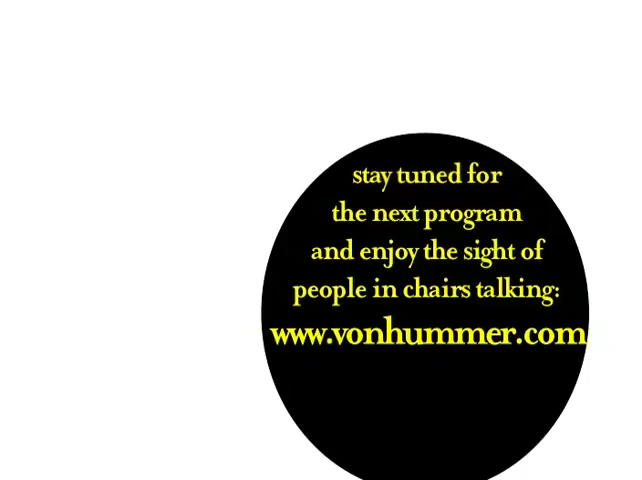 stay tuned for
the next program
and enjoy the sight of
people in chairs talking:
www.vonhummer.com